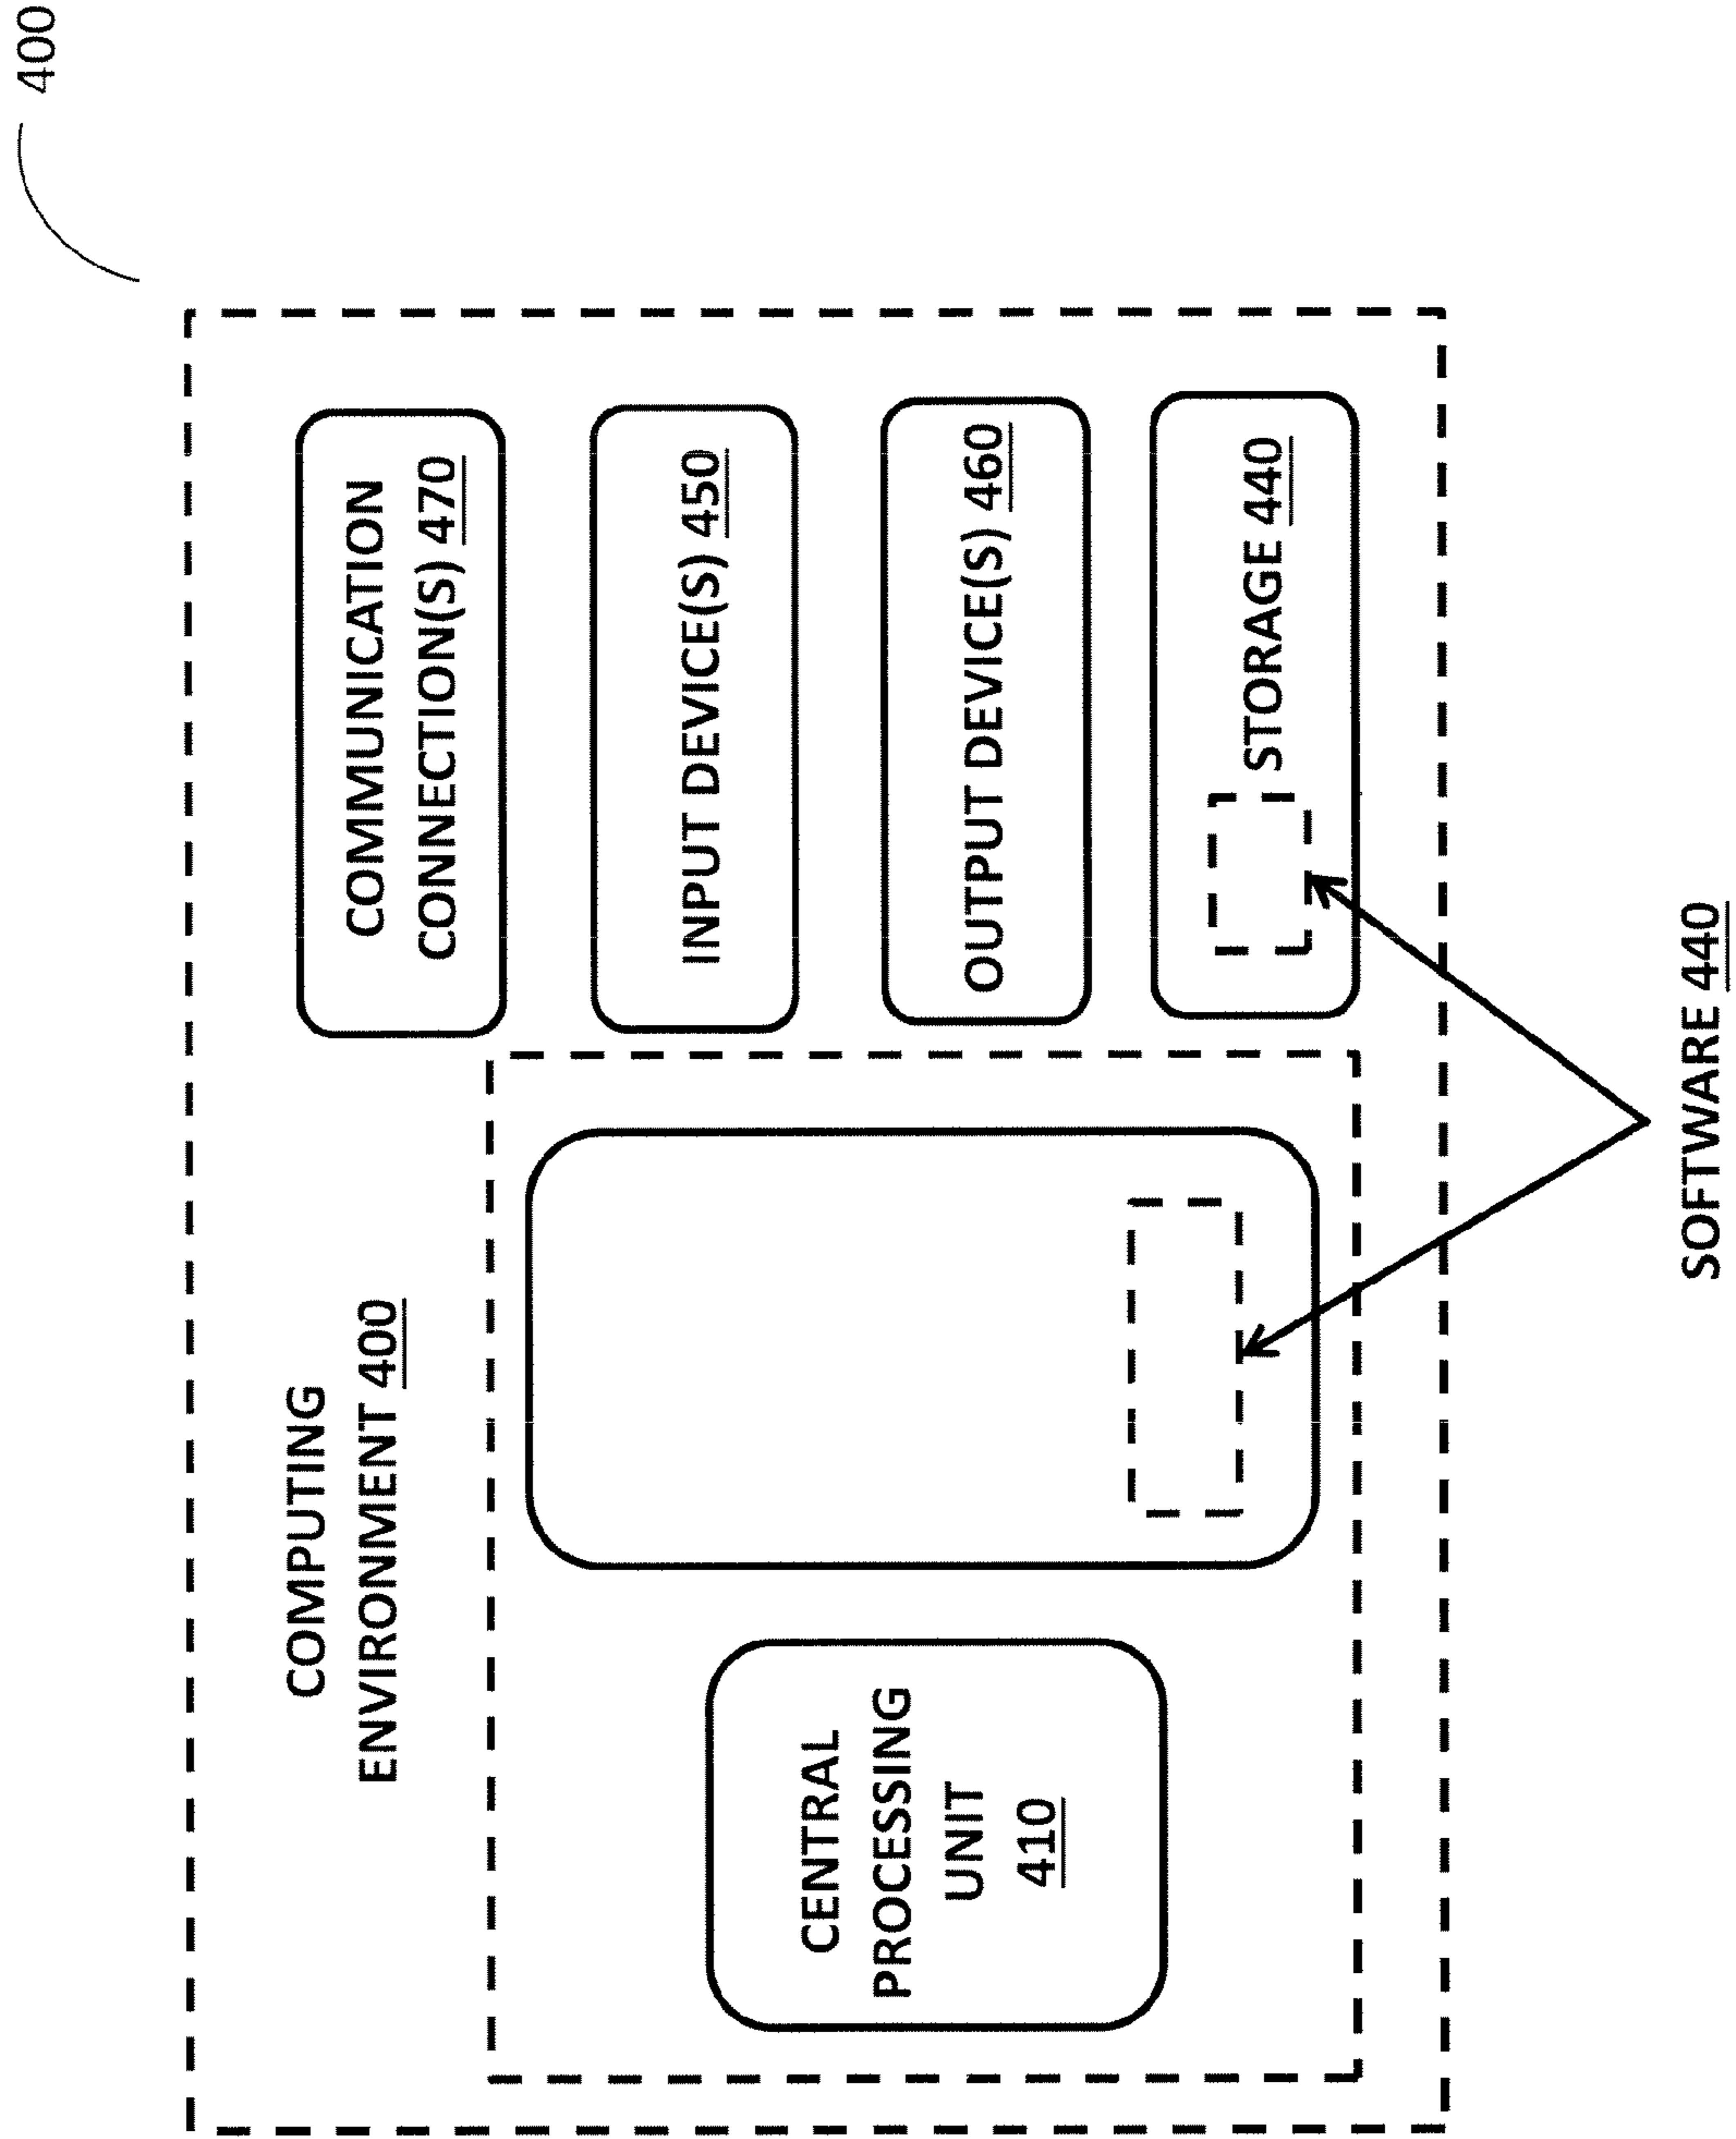 400
COMPUTING
ENVIRONMENT 400
COMMUNICATION
CONNECTION(S) 470
INPUT DEVICE(S) 450
OUTPUT DEVICE(S) 460
STORAGE 440
CENTRAL
PROCESSING
UNIT
410
SOFTWARE 440